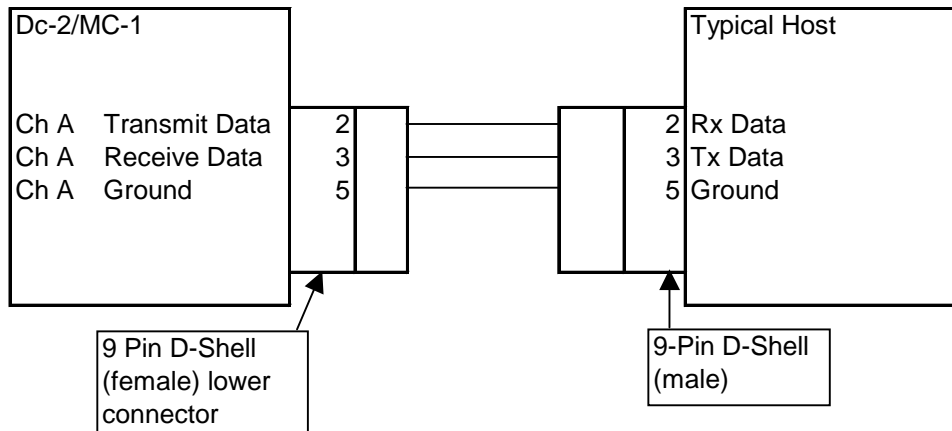 Dc-2/MC-1
Typical Host
Ch A Transmit Data 2
2 Rx Data
Ch A Receive Data 3
3 Tx Data
Ch A Ground 5
5 Ground
9 Pin D-Shell
(female) lower
connector
9-Pin D-Shell
(male)